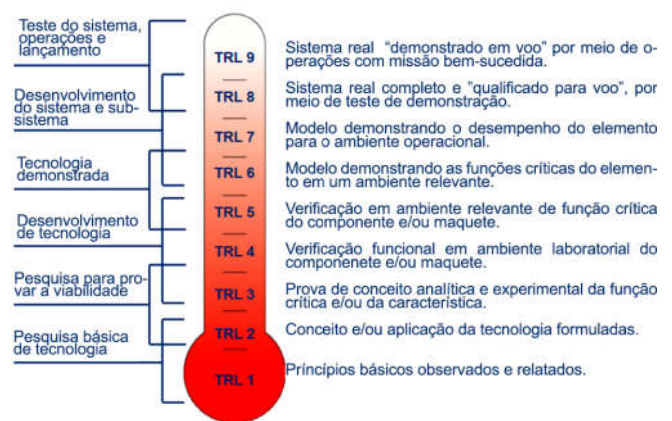 Teste do sistema,
operações e
lançamento
Desenvolvimento
do sistema e sub-
sistema
Tecnologia
demonstrada
Desenvolvimento
de tecnologia
Pesquisa para pro-
var a viabilidade
Pesquisa básica
de tecnologia
TRL 9
TRL 8
TRL 7
TRL 6
TRL 5
TRL 4
TRL 3
TRL 2
TRL 1
Sistema real “demonstrado em voo” por meio de o-
perações com missão bem-sucedida.
Sistema real completo e ”qualificado para voo”, por
meio de teste de demonstração.
Modelo demonstrando o desempenho do elemento
para o ambiente operacional.
Modelo demonstrando as funções críticas do elemen-
to em um ambiente relevante.
Verificação em ambiente relevante de função crítica
do componente e/ou maquete.
Verificação funcional em ambiente laboratorial do
componenete e/ou maquete.
Prova de conceito analítica e experimental da função
crítica e/ou da característica.
Conceito e/ou aplicação da tecnologia formuladas.
Príncípios básicos observados e relatados.